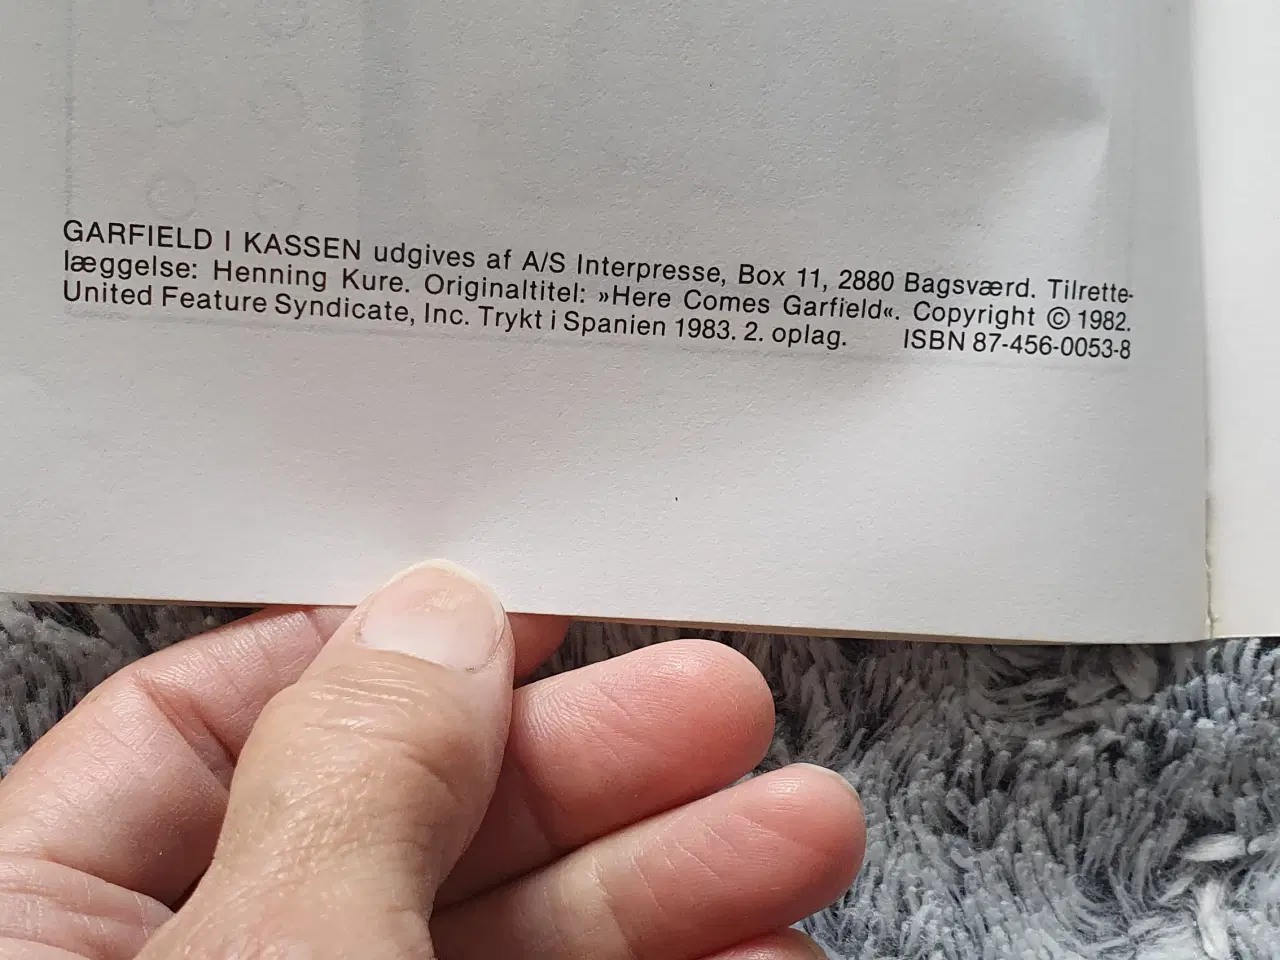 GARFIELD I KASSEN udgives af A/S Interpresse, Box 11, 2880 Bagsværd. Tilrette-
læggelse: Henning Kure. Originaltitel: »Here Comes Garfield«. Copyright © 1982.
United Feature Syndicate, Inc. Trykt i Spanien 1983. 2. oplag. ISBN 87-456-0053-8